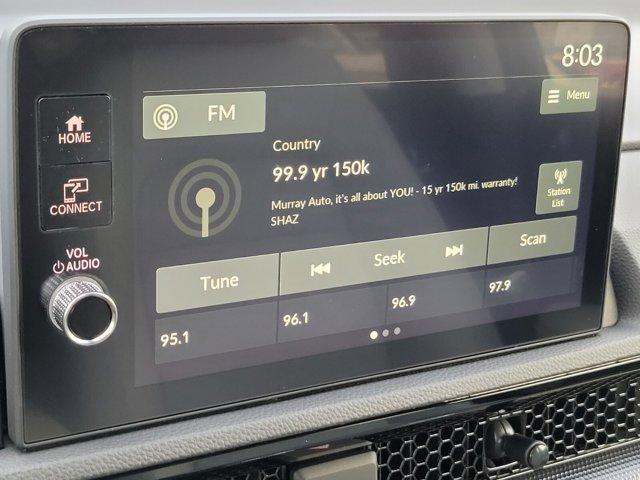 8:03
HOME
FM
Menu
Country
99.9 yr 150k
CONNECT
Murray Auto, it's all about YOU! - 15 yr 150k mi. warranty!
SHAZ
Station
List
VOL
AUDIO
Tune
Seek
Scan
95.1
96.1
96.9
97.9